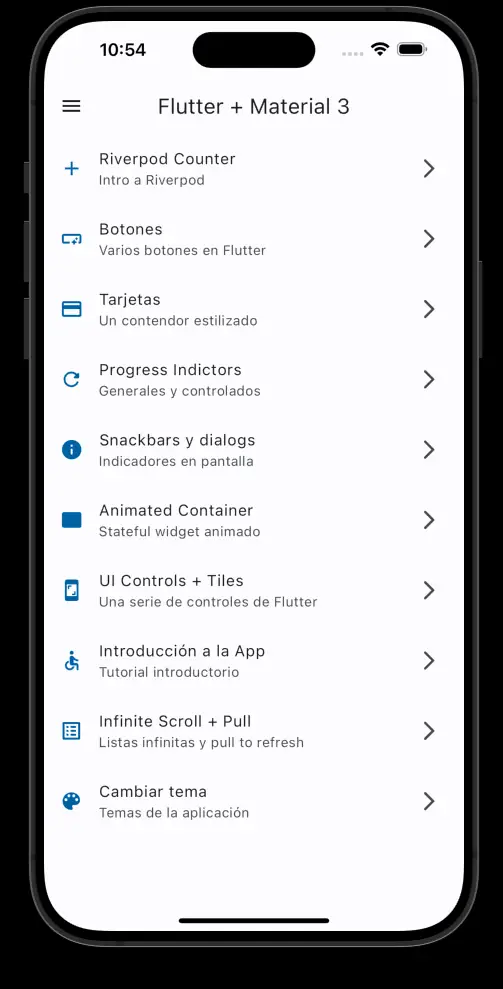 10:54
Flutter + Material 3
Riverpod Counter
Intro a Riverpod
Botones
Varios botones en Flutter
Tarjetas
Un contendor estilizado
Progress Indictors
Generales y controlados
Snackbars y dialogs
Indicadores en pantalla
Animated Container
Stateful widget animado
UI Controls + Tiles
Una serie de controles de Flutter
Introducción a la App
Tutorial introductorio
Infinite Scroll + Pull
Listas infinitas y pull to refresh
Cambiar tema
Temas de la aplicación